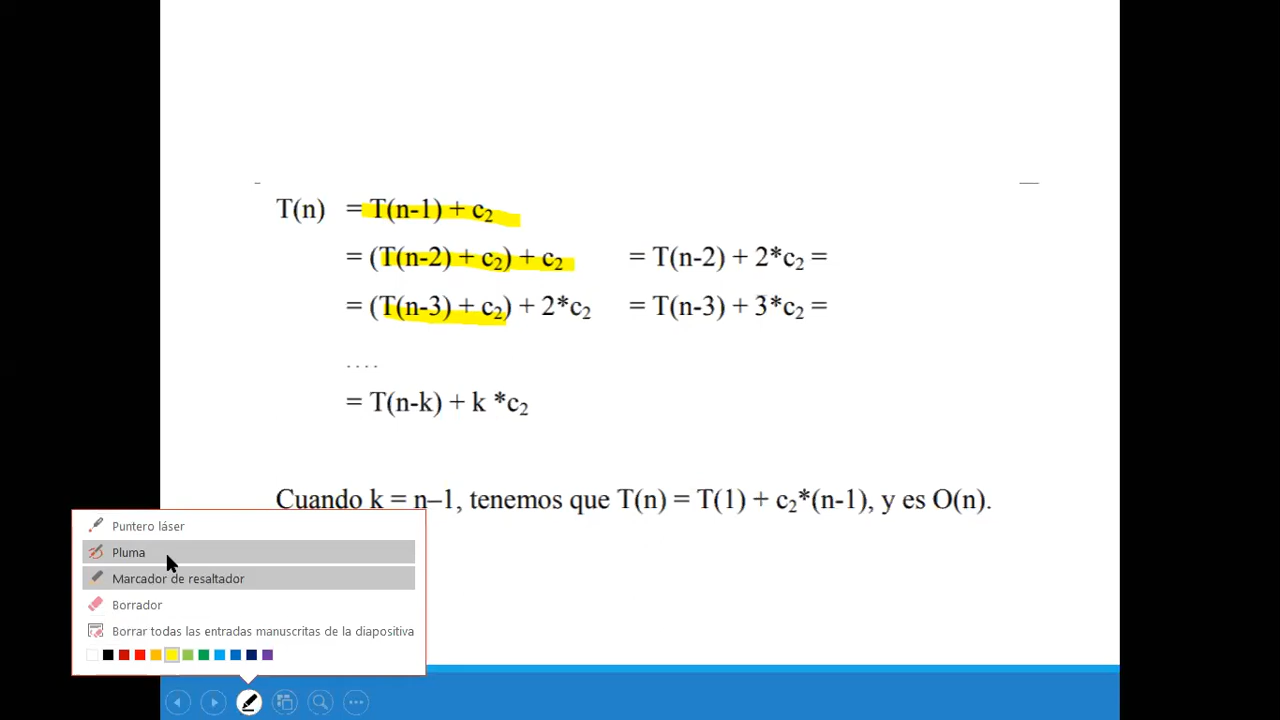 T(n) = T(n-1) + c₂
= (T(n-2) + c₂) + c₂ = T(n-2) + 2*c₂ =
= (T(n-3) + c₂) + 2*c₂ = T(n-3) + 3*c₂ =
....
= T(n-k) + k *c₂
Cuando k = n–1, tenemos que T(n) = T(1) + c₂*(n-1), y es O(n).
Puntero láser
Pluma
Marcador de resaltador
Borrador
Borrar todas las entradas manuscritas de la diapositiva